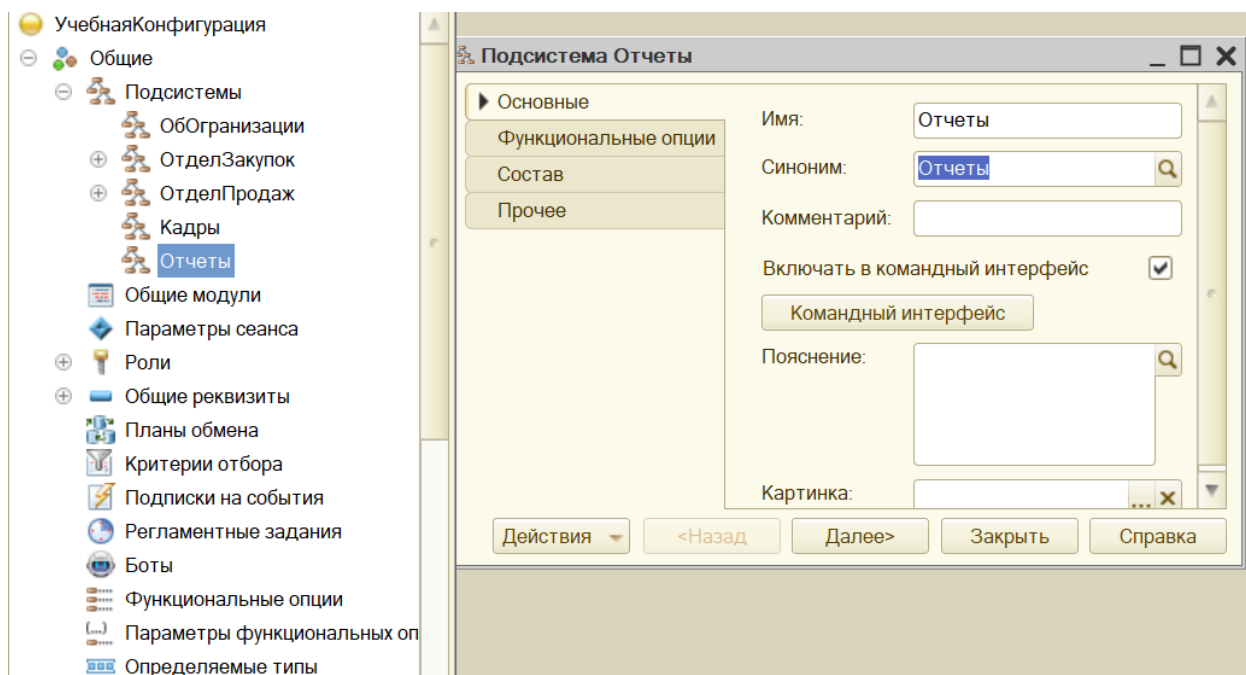 УчебнаяКонфигурация
Общие
Подсистемы
ОбОгранизации
ОтделЗакупок
ОтделПродаж
Кадры
Отчеты
Общие модули
Параметры сеанса
Роли
Общие реквизиты
Планы обмена
Критерии отбора
Подписки на события
Регламентные задания
Боты
Функциональные опции
Параметры функциональных оп
Определяемые типы
Подсистема Отчеты
Основные
Функциональные опции
Состав
Прочее
Имя: Отчеты
Синоним: Отчеты
Комментарий:
Включать в командный интерфейс
Командный интерфейс
Пояснение:
Картинка: ...
Действия <Назад Далее> Закрыть Справка